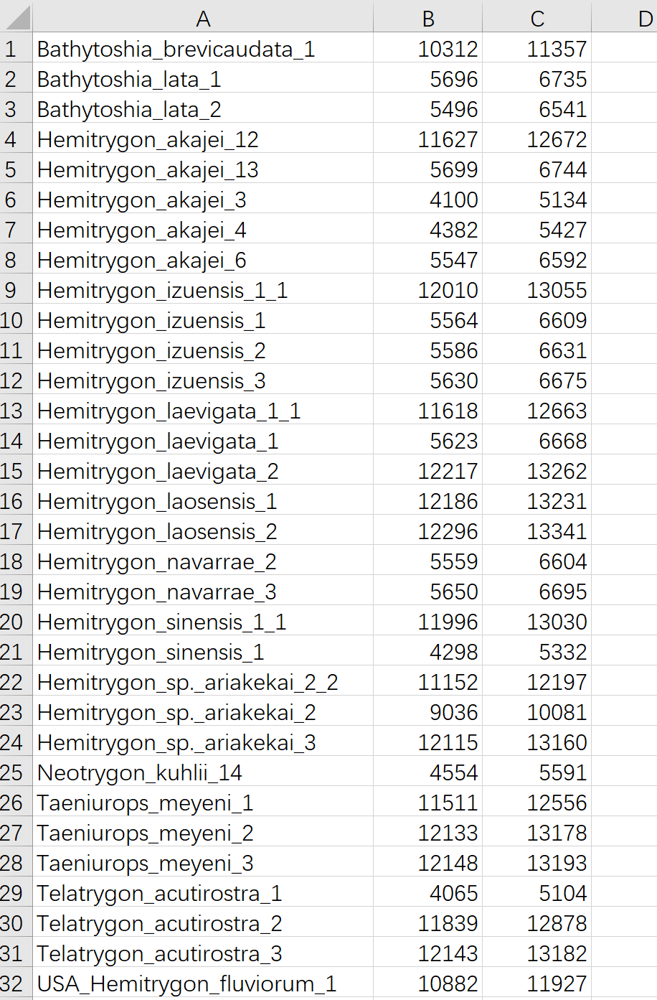 A B C D
1 Bathytoshia_brevicaudata_1 10312 11357
2 Bathytoshia_lata_1 5696 6735
3 Bathytoshia_lata_2 5496 6541
4 Hemitrygon_akajei_12 11627 12672
5 Hemitrygon_akajei_13 5699 6744
6 Hemitrygon_akajei_3 4100 5134
7 Hemitrygon_akajei_4 4382 5427
8 Hemitrygon_akajei_6 5547 6592
9 Hemitrygon_izuensis_1_1 12010 13055
10 Hemitrygon_izuensis_1 5564 6609
11 Hemitrygon_izuensis_2 5586 6631
12 Hemitrygon_izuensis_3 5630 6675
13 Hemitrygon_laevigata_1_1 11618 12663
14 Hemitrygon_laevigata_1 5623 6668
15 Hemitrygon_laevigata_2 12217 13262
16 Hemitrygon_laosensis_1 12186 13231
17 Hemitrygon_laosensis_2 12296 13341
18 Hemitrygon_navarrae_2 5559 6604
19 Hemitrygon_navarrae_3 5650 6695
20 Hemitrygon_sinensis_1_1 11996 13030
21 Hemitrygon_sinensis_1 4298 5332
22 Hemitrygon_sp._ariakekai_2_2 11152 12197
23 Hemitrygon_sp._ariakekai_2 9036 10081
24 Hemitrygon_sp._ariakekai_3 12115 13160
25 Neotrygon_kuhlii_14 4554 5591
26 Taeniurops_meyeni_1 11511 12556
27 Taeniurops_meyeni_2 12133 13178
28 Taeniurops_meyeni_3 12148 13193
29 Telatrygon_acutirostra_1 4065 5104
30 Telatrygon_acutirostra_2 11839 12878
31 Telatrygon_acutirostra_3 12143 13182
32 USA_Hemitrygon_fluviorum_1 10882 11927